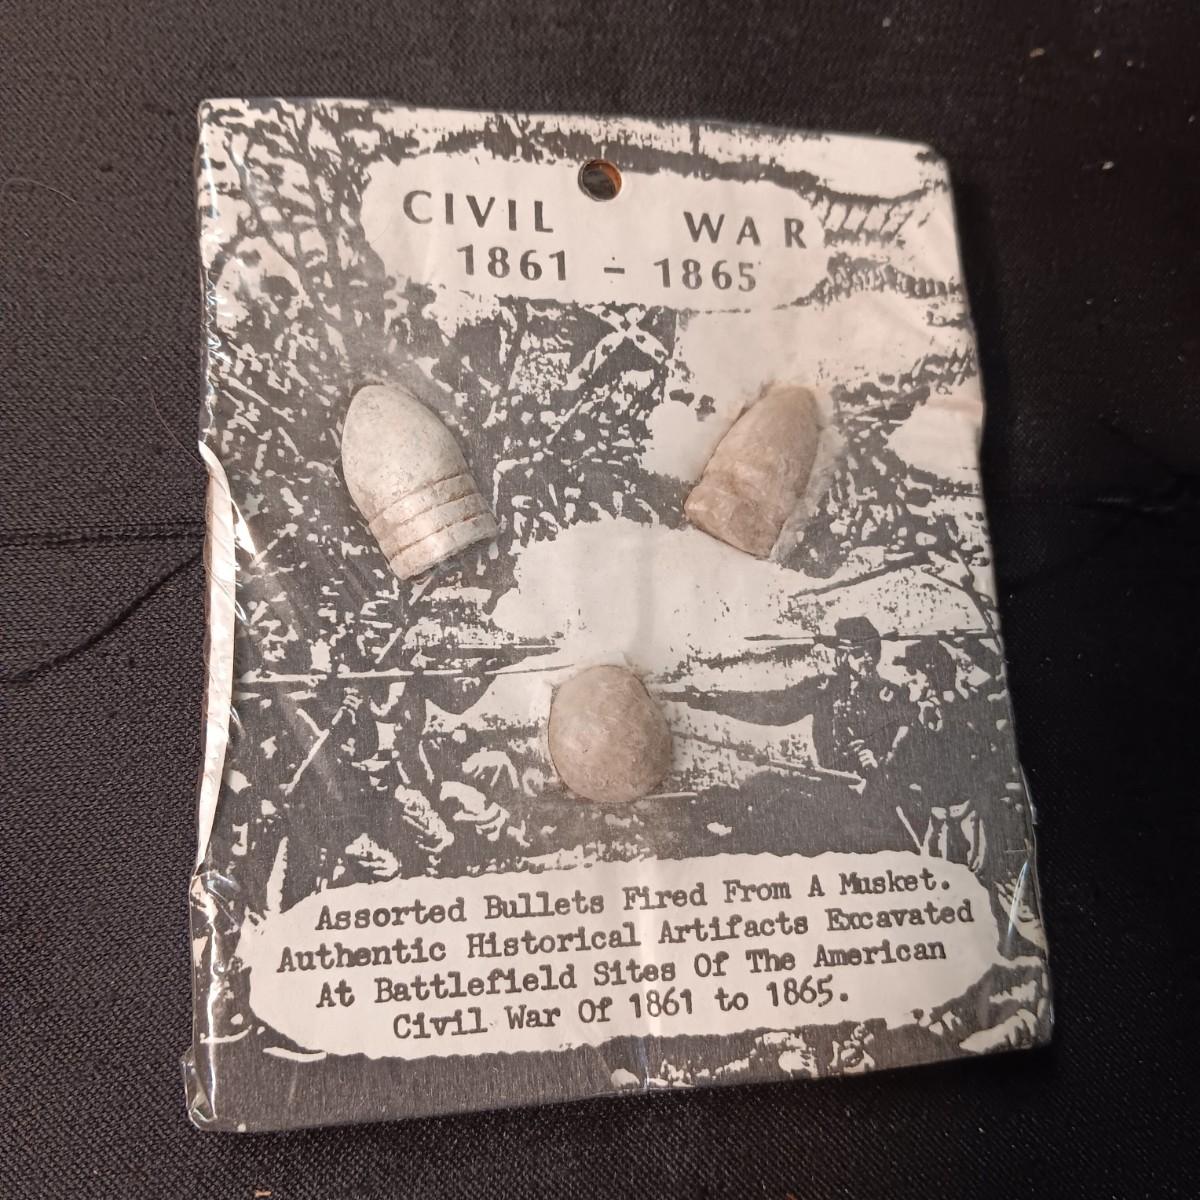 CIVIL WAR
1861 - 1865
Assorted Bullets Fired From A Musket.
Authentic Historical Artifacts Excavated
At Battlefield Sites Of The American
Civil War Of 1861 to 1865.